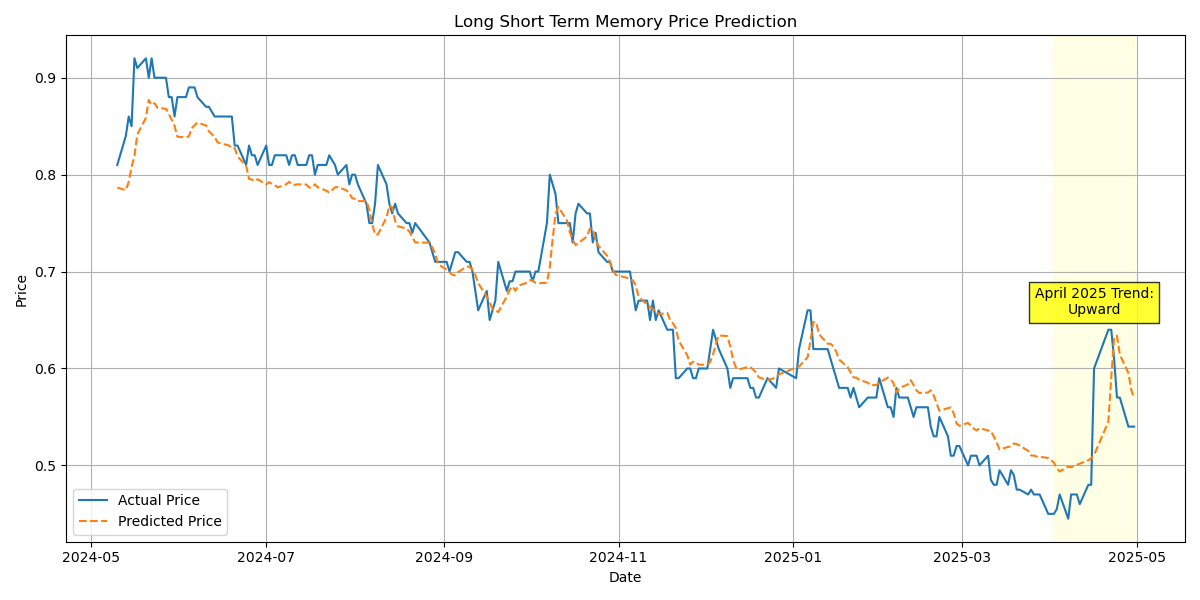 Long Short Term Memory Price Prediction
Price
0.9
0.8
0.7
0.6
0.5
April 2025 Trend:
Upward
Actual Price
Predicted Price
2024-05
2024-07
2024-09
2024-11
2025-01
2025-03
2025-05
Date